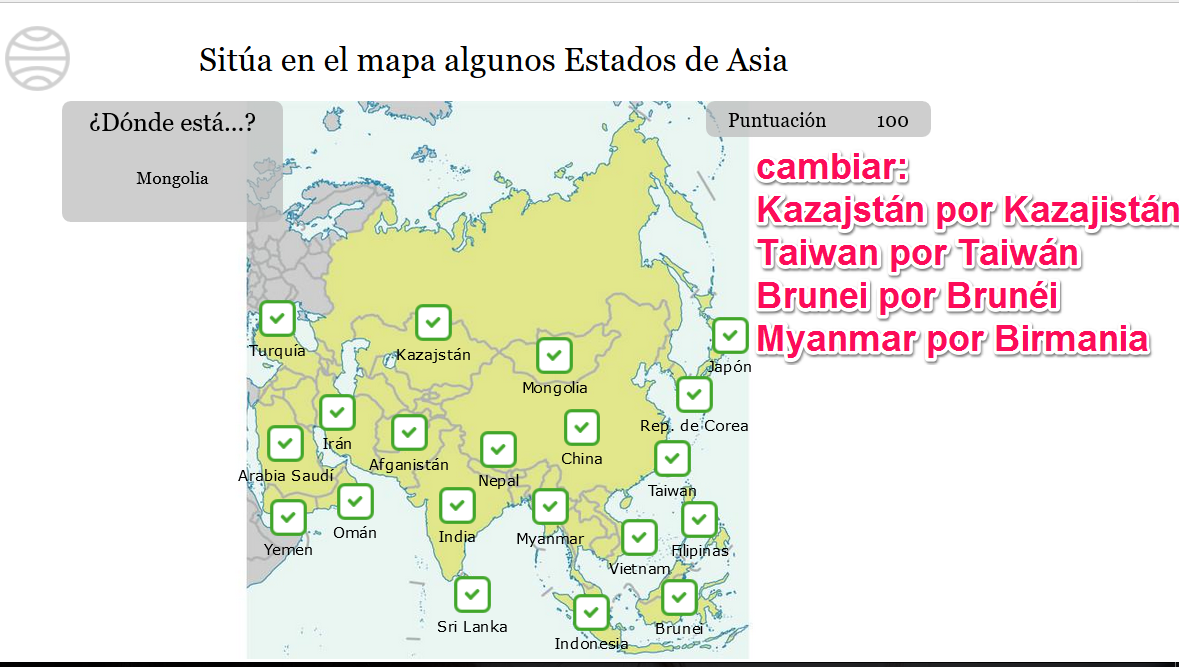 Sitúa en el mapa algunos Estados de Asia
¿Dónde está...?
Mongolia
Puntuación 100
cambiar:
Kazajstán por Kazajistán
Taiwan por Taiwán
Brunei por Brunéi
Myanmar por Birmania
Turquía
Kazajstán
Mongolia
Japón
Rep. de Corea
Irán
Afganistán
China
Arabia Saudí
Nepal
Taiwan
Omán
India
Myanmar
Yemen
Filipinas
Vietnam
Sri Lanka
Brunei
Indonesia